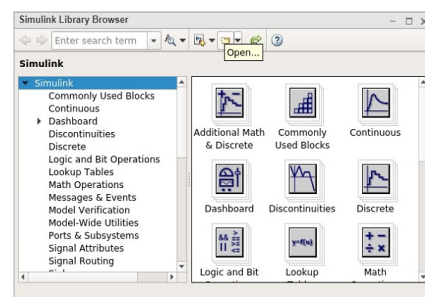 Simulink Library Browser
Enter search term
Open...
Simulink
Simulink
Commonly Used Blocks
Continuous
Dashboard
Discontinuities
Discrete
Logic and Bit Operations
Lookup Tables
Math Operations
Messages & Events
Model Verification
Model-Wide Utilities
Ports & Subsystems
Signal Attributes
Signal Routing
Additional Math
& Discrete
Commonly
Used Blocks
Continuous
Dashboard
Discontinuities
Discrete
&& >=
|| <=
y=f(u)
+ −
÷ ×
Logic and Bit
Lookup
Math